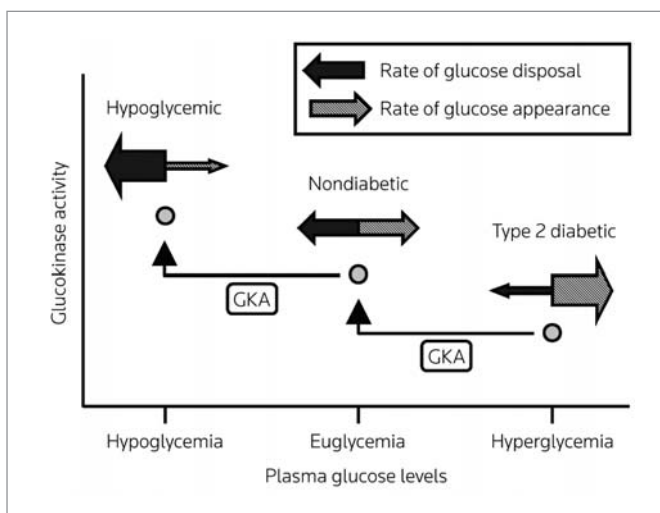 Rate of glucose disposal
Rate of glucose appearance
Hypoglycemic
Nondiabetic
Type 2 diabetic
GKA
GKA
Glucokinase activity
Hypoglycemia
Euglycemia
Hyperglycemia
Plasma glucose levels